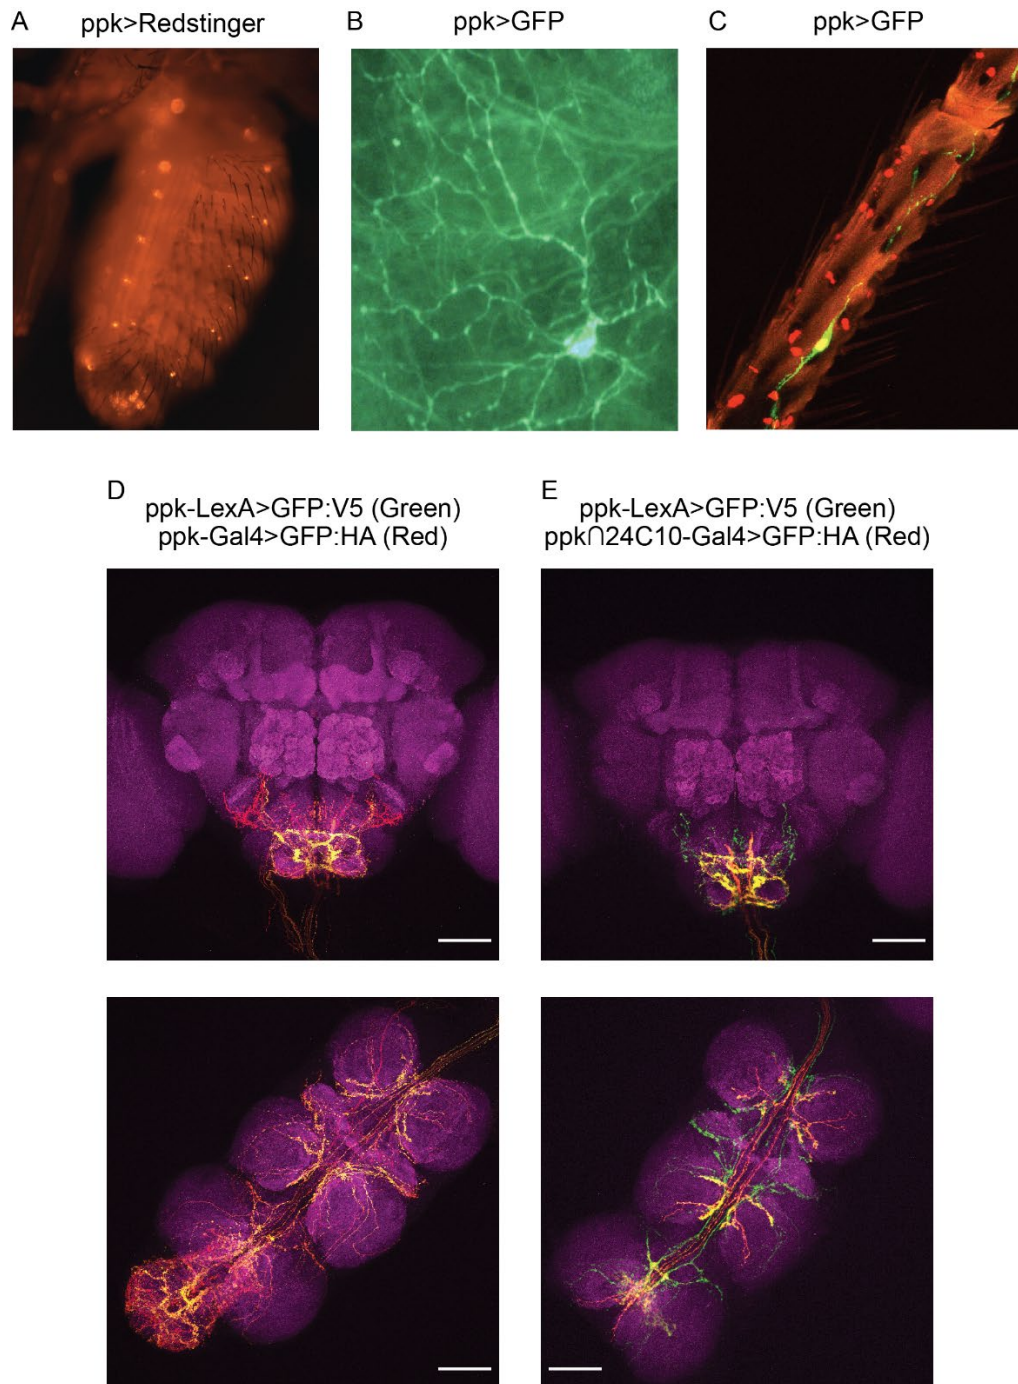 A ppk>Redstinger
B ppk>GFP
C ppk>GFP
D
ppk-LexA>GFP:V5 (Green)
ppk-Gal4>GFP:HA (Red)
E
ppk-LexA>GFP:V5 (Green)
ppk∩24C10-Gal4>GFP:HA (Red)